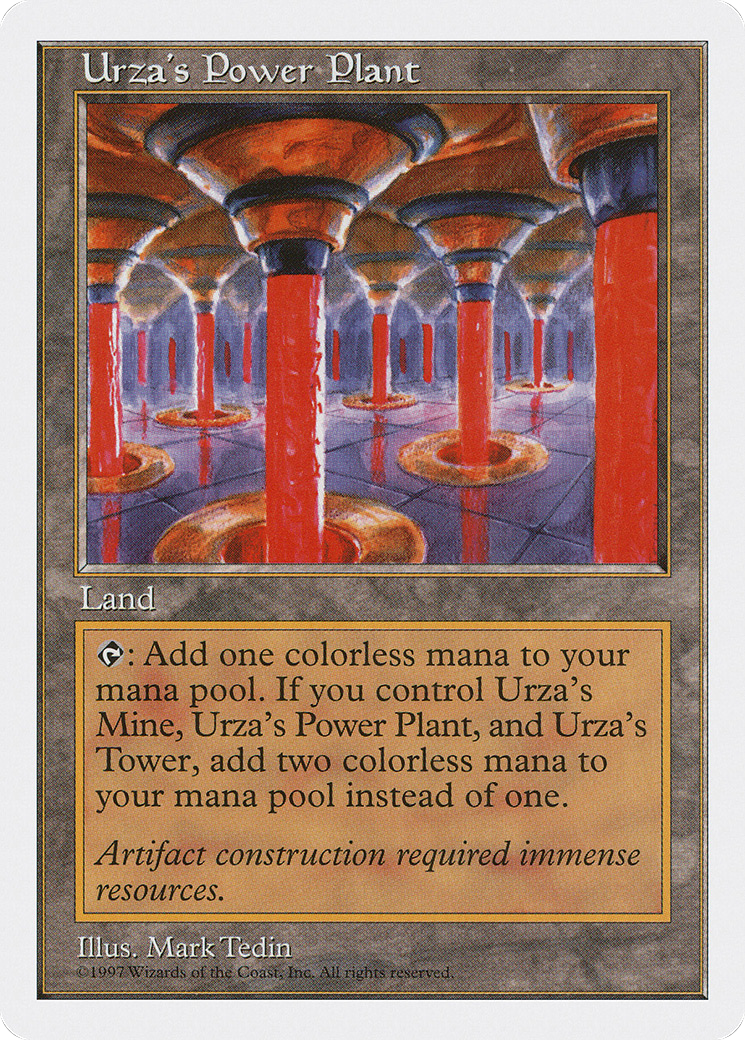 Urza's Power Plant
Land
: Add one colorless mana to your
mana pool. If you control Urza's
Mine, Urza's Power Plant, and Urza's
Tower, add two colorless mana to
your mana pool instead of one.
Artifact construction required immense
resources.
Illus. Mark Tedin
©1997 Wizards of the Coast, Inc. All rights reserved.